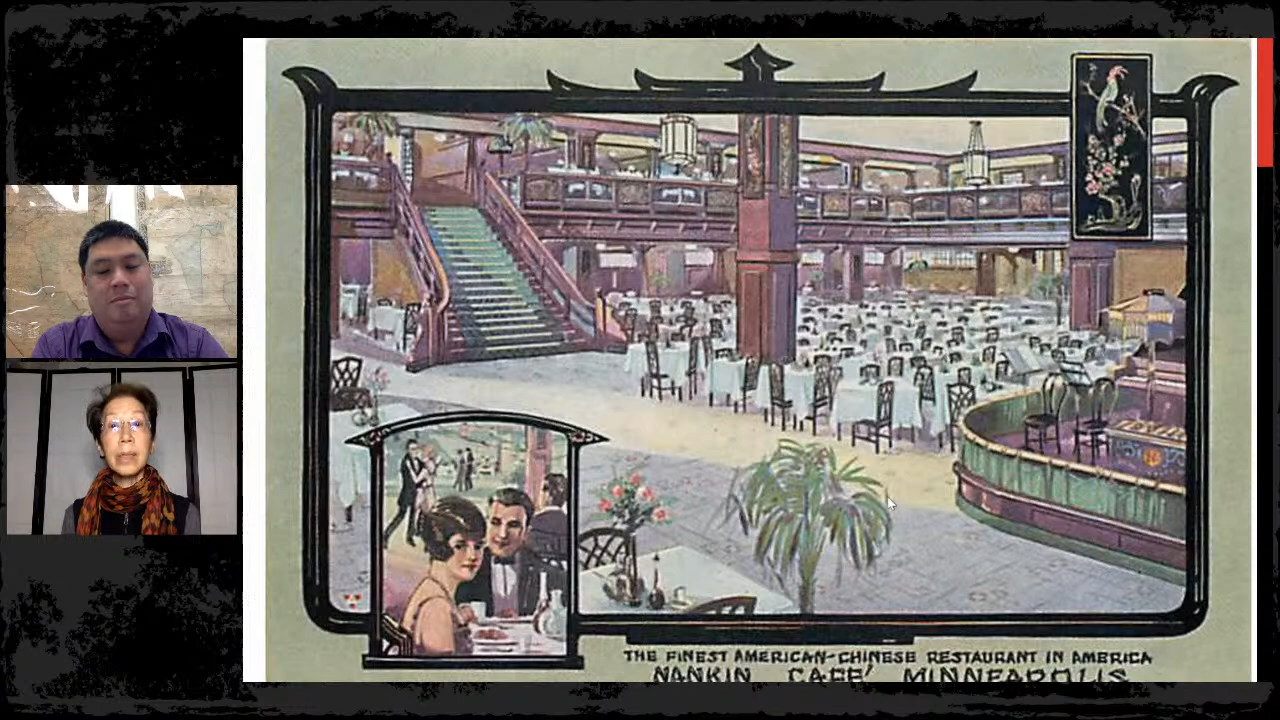 THE FINEST AMERICAN-CHINESE RESTAURANT IN AMERICA
NANKIN CAFE' MINNEAPOLIS